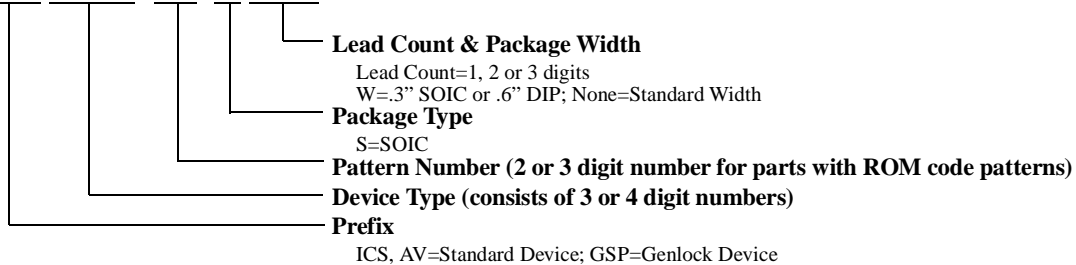 Lead Count & Package Width
Lead Count=1, 2 or 3 digits
W=.3” SOIC or .6” DIP; None=Standard Width
Package Type
S=SOIC
Pattern Number (2 or 3 digit number for parts with ROM code patterns)
Device Type (consists of 3 or 4 digit numbers)
Prefix
ICS, AV=Standard Device; GSP=Genlock Device